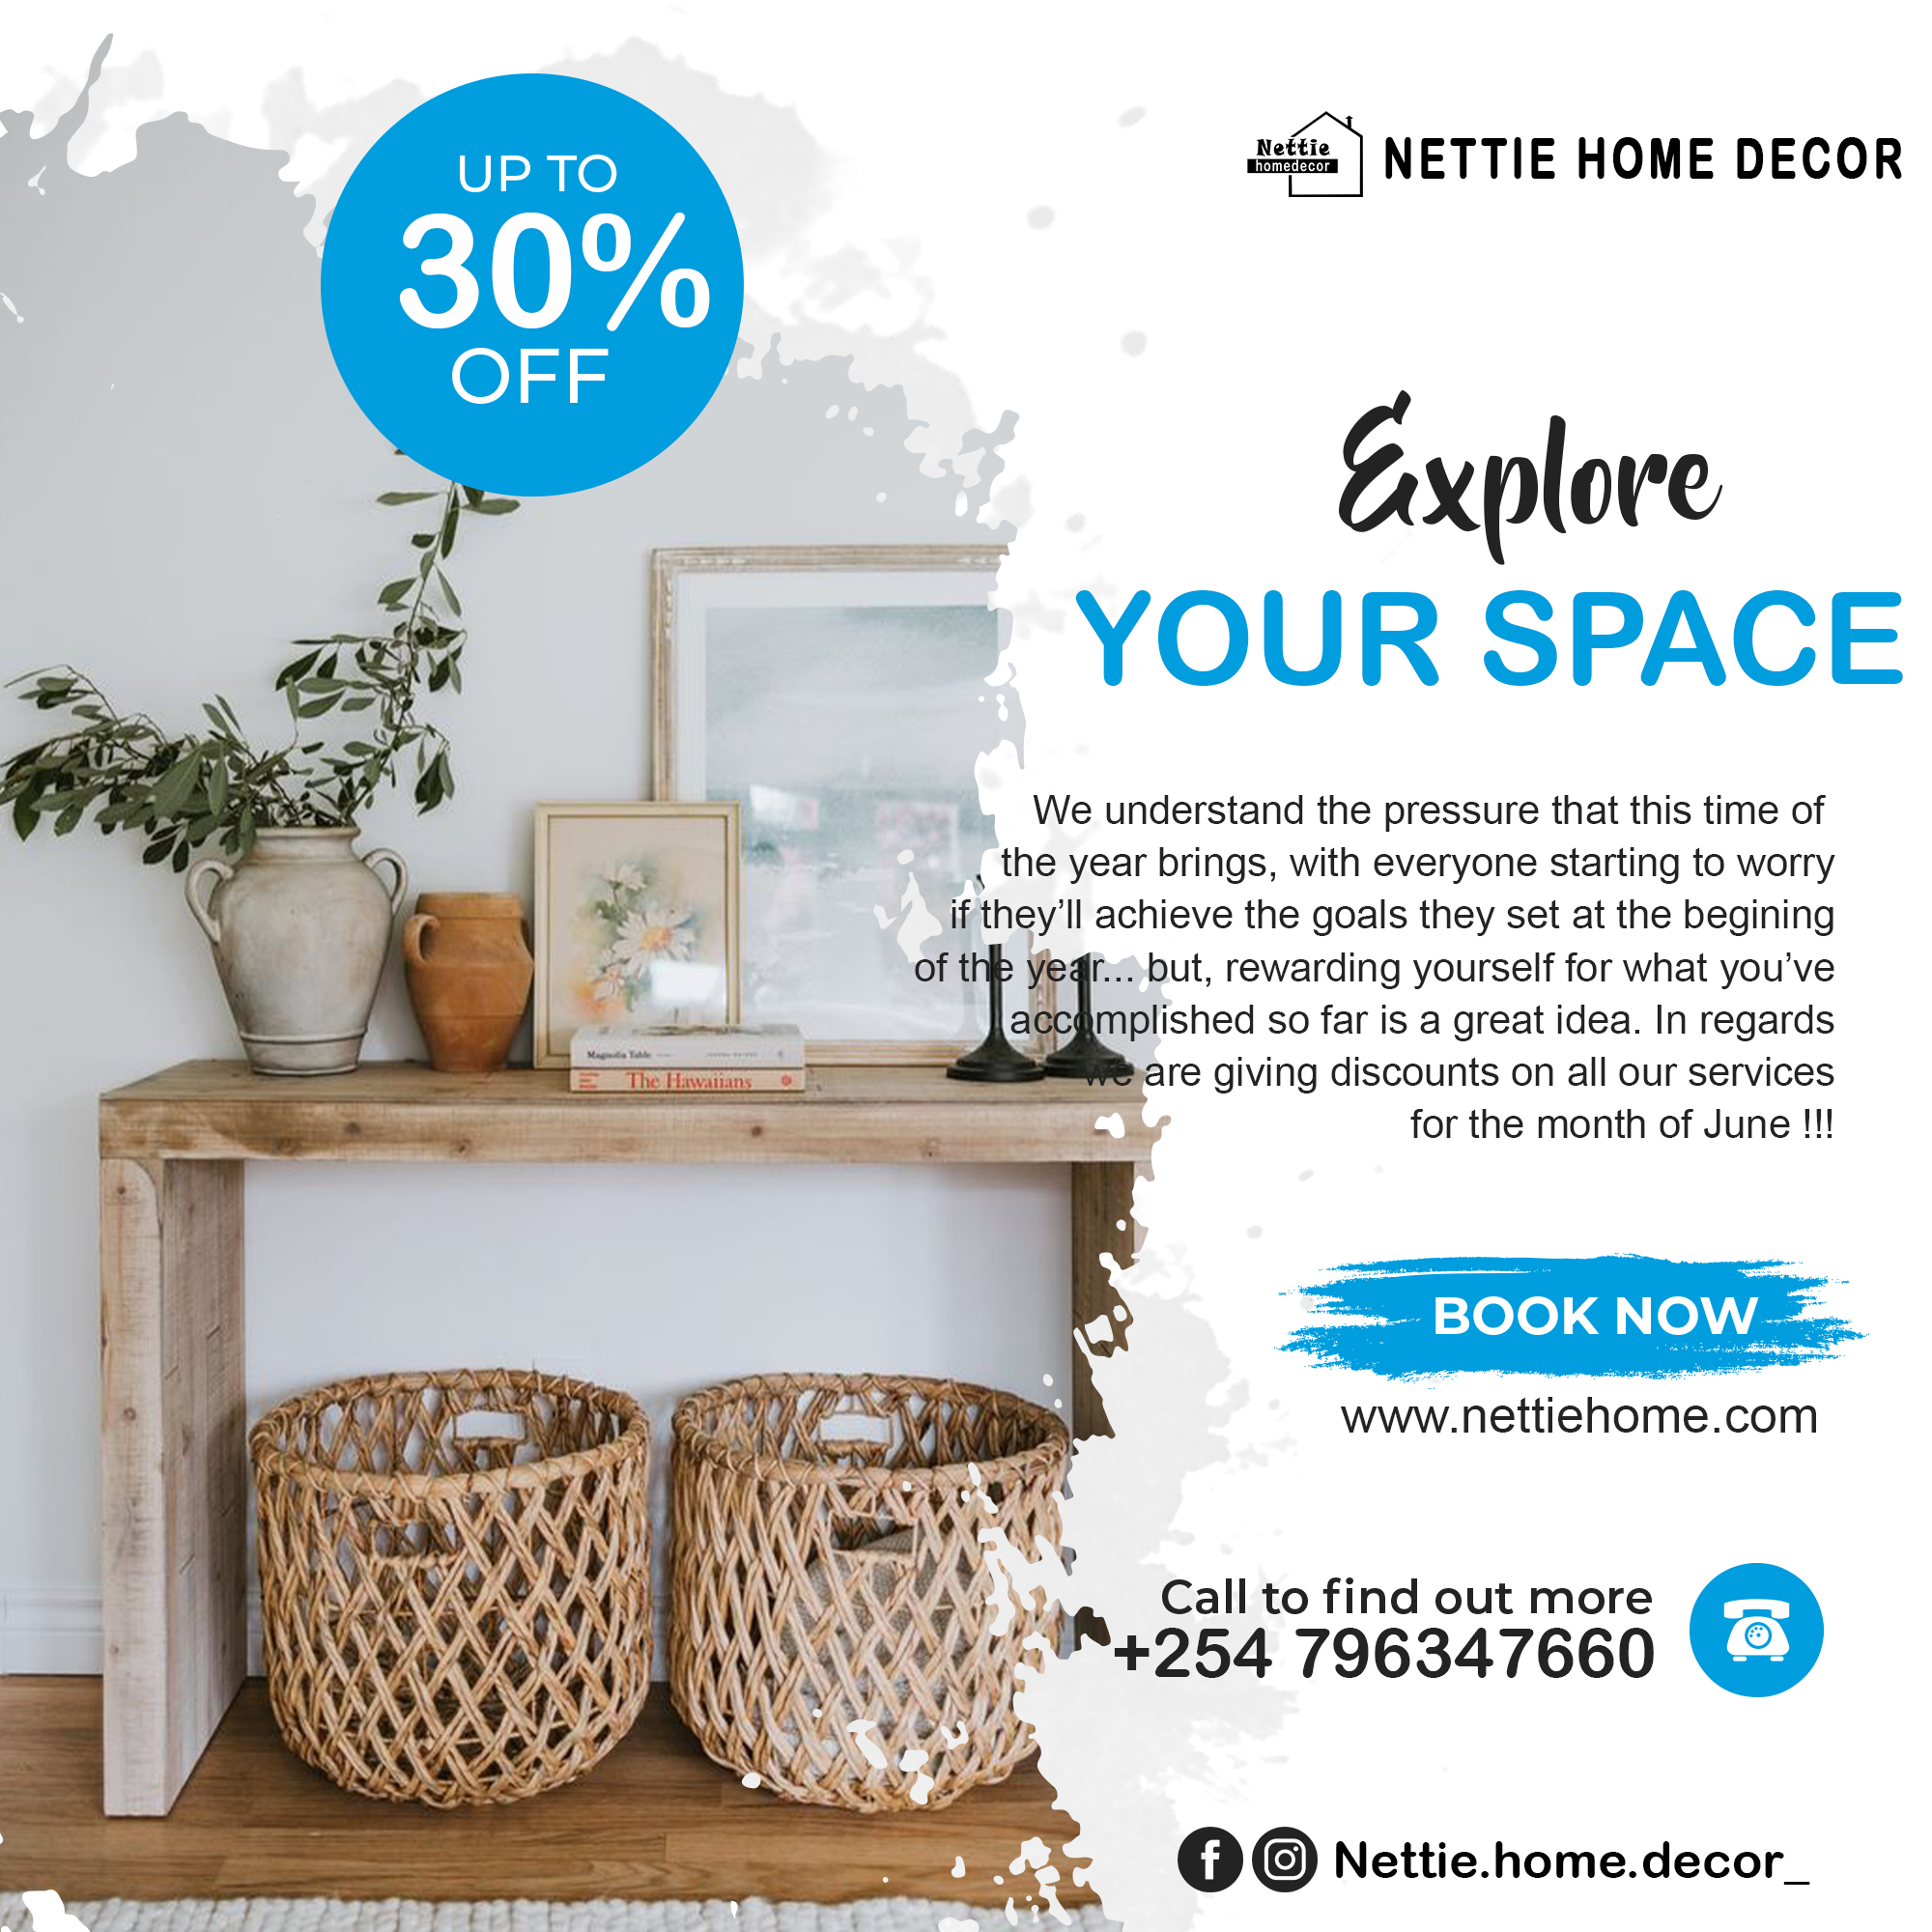 UP TO
30%
OFF
Nettie
homedecor
NETTIE HOME DECOR
Explore
YOUR SPACE
We understand the pressure that this time of
the year brings, with everyone starting to worry
if they’ll achieve the goals they set at the begining
of the year... but, rewarding yourself for what you’ve
accomplished so far is a great idea. In regards
we are giving discounts on all our services
for the month of June !!!
Magnolia Table
The Hawaiians
BOOK NOW
www.nettiehome.com
Call to find out more
+254 796347660
Nettie.home.decor_